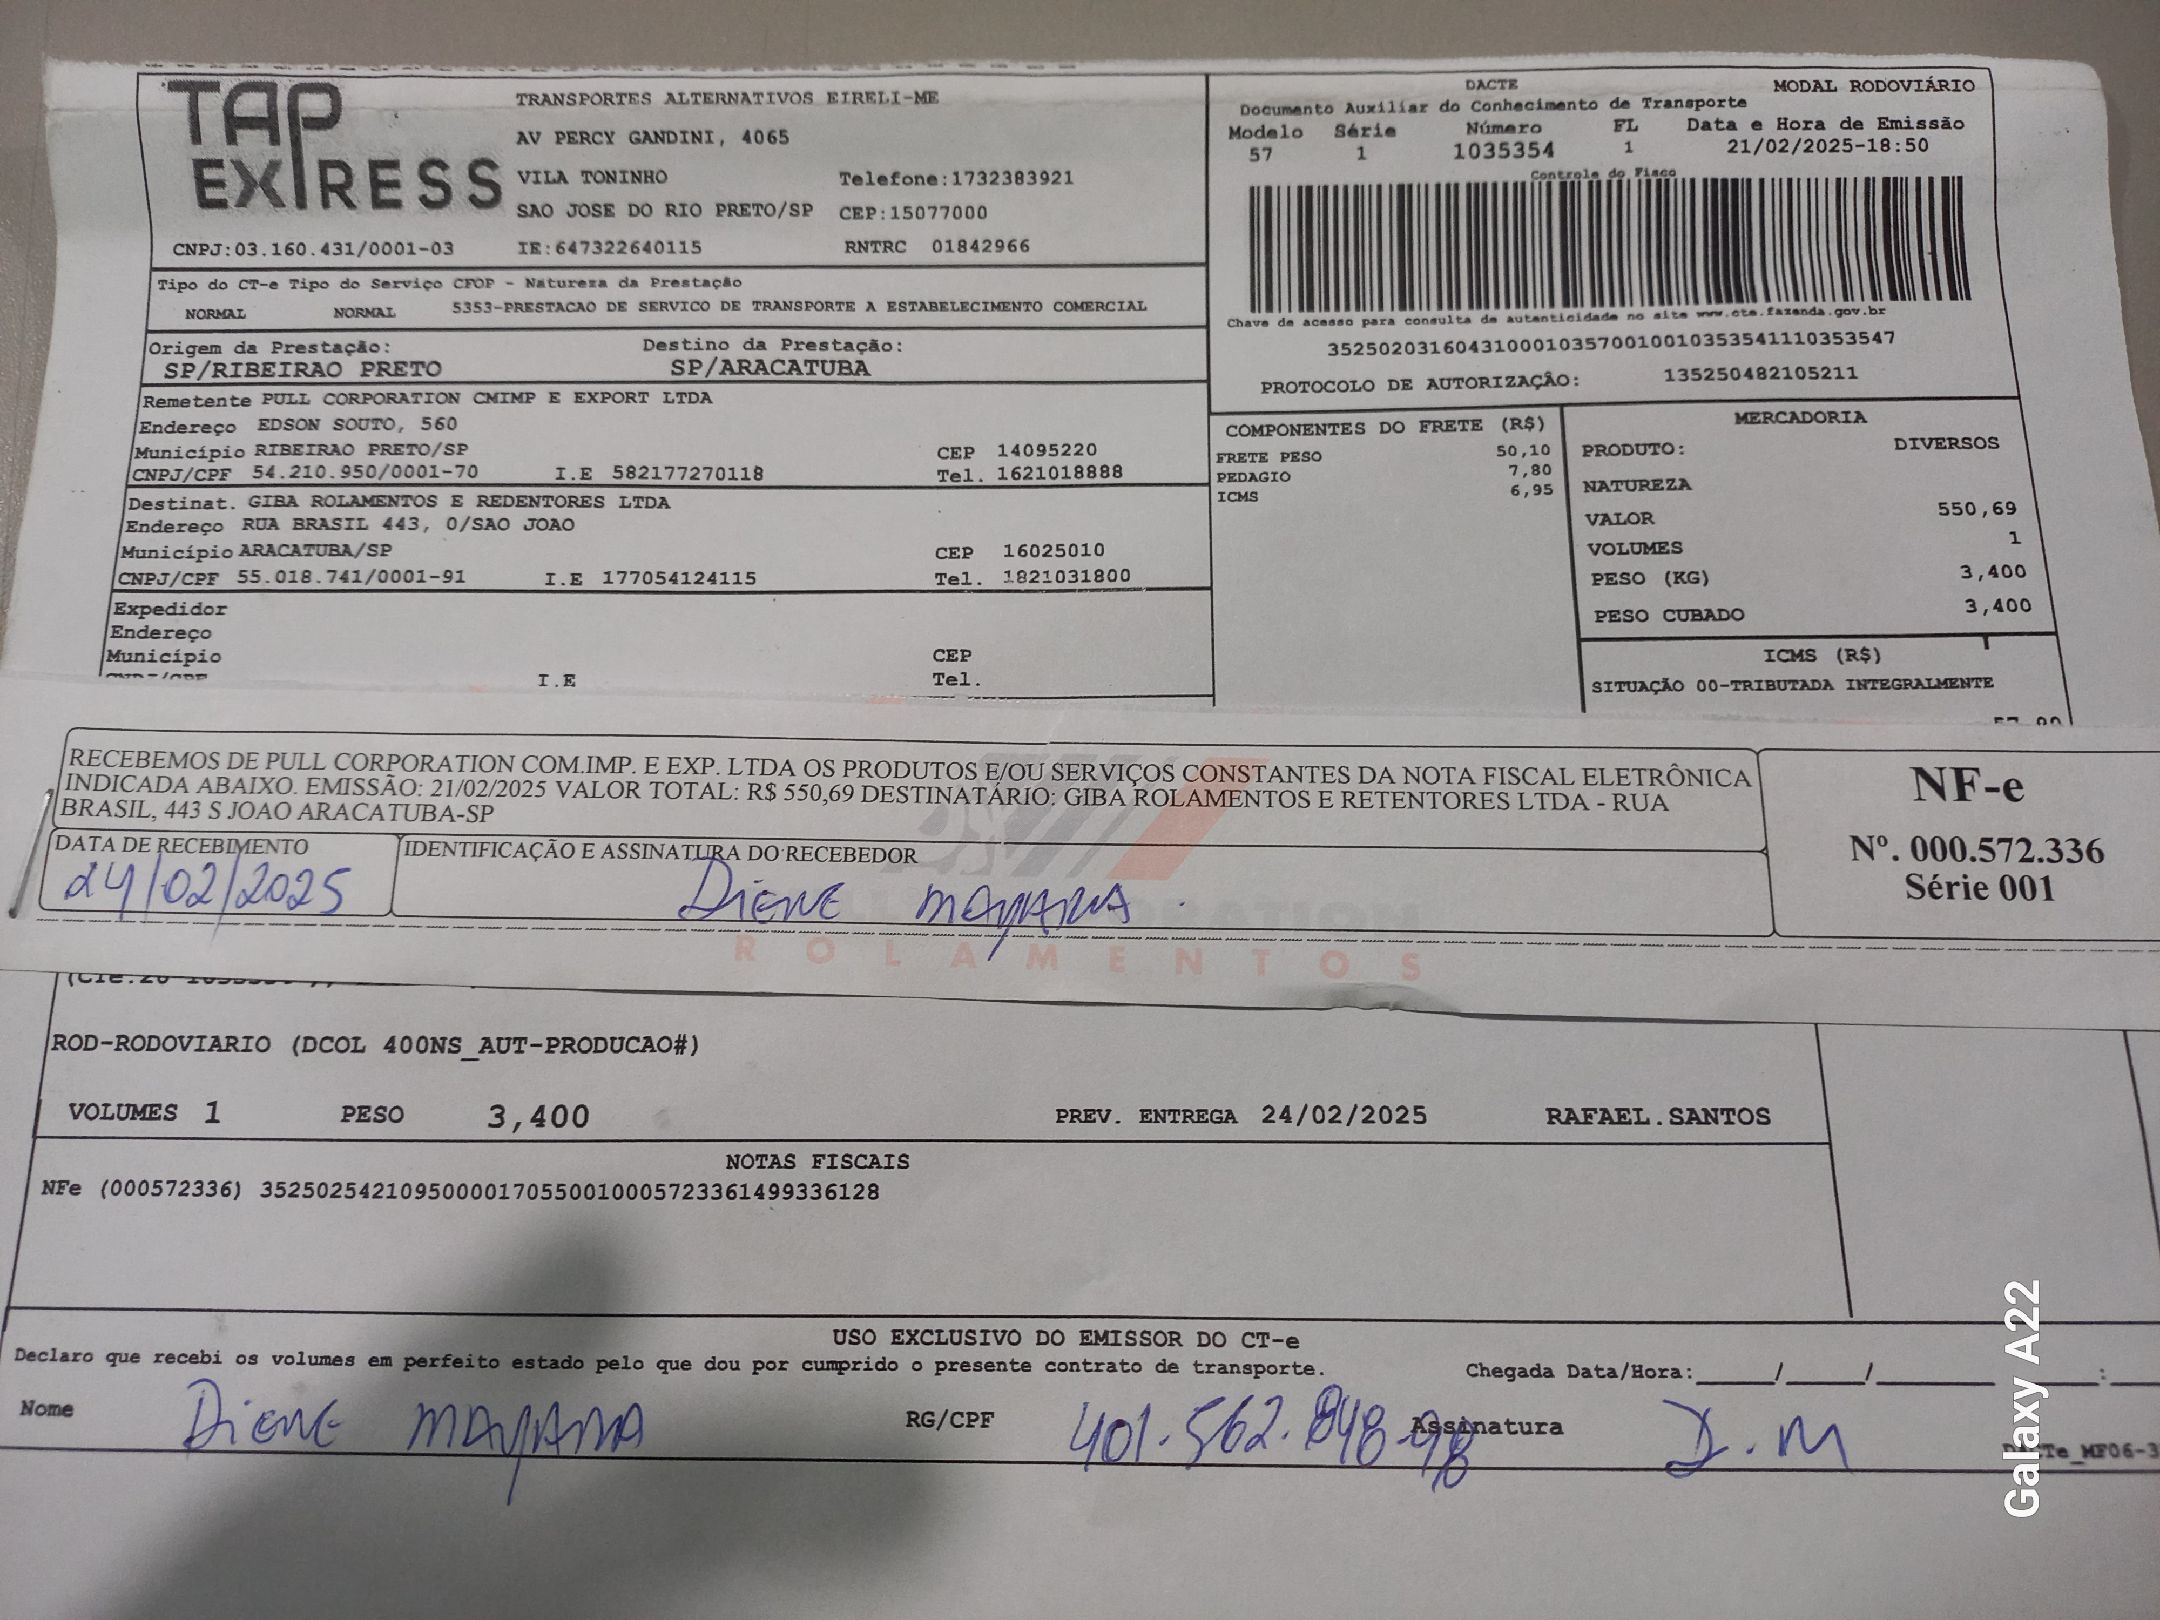 TAP EXPRESS
TRANSPORTES ALTERNATIVOS EIRELI-ME
AV PERCY GANDINI, 4065
VILA TONINHO Telefone:1732383921
SAO JOSE DO RIO PRETO/SP CEP:15077000
CNPJ:03.160.431/0001-03 IE:647322640115 RNTRC 01842966
Tipo do CT-e Tipo do Serviço CFOP - Natureza da Prestação
NORMAL NORMAL 5353-PRESTACAO DE SERVICO DE TRANSPORTE A ESTABELECIMENTO COMERCIAL
Origem da Prestação: Destino da Prestação:
SP/RIBEIRAO PRETO SP/ARACATUBA
Remetente PULL CORPORATION CMIMP E EXPORT LTDA
Endereço EDSON SOUTO, 560
Município RIBEIRAO PRETO/SP CEP 14095220
CNPJ/CPF 54.210.950/0001-70 I.E 582177270118 Tel. 1621018888
Destinat. GIBA ROLAMENTOS E REDENTORES LTDA
Endereço RUA BRASIL 443, 0/SAO JOAO
Município ARACATUBA/SP CEP 16025010
CNPJ/CPF 55.018.741/0001-91 I.E 177054124115 Tel. 1821031800
Expedidor
Endereço
Município CEP
I.E Tel.
DACTE MODAL RODOVIÁRIO
Documento Auxiliar do Conhecimento de Transporte
Modelo Série Número FL Data e Hora de Emissão
57 1 1035354 1 21/02/2025-18:50
Controle do Fisco
Chave de acesso para consulta de autenticidade no site www.cte.fazenda.gov.br
35250203160431000103570010010353541110353547
PROTOCOLO DE AUTORIZAÇÃO: 135250482105211
COMPONENTES DO FRETE (R$)
FRETE PESO 50,10
PEDAGIO 7,80
ICMS 6,95
MERCADORIA
PRODUTO: DIVERSOS
NATUREZA
VALOR 550,69
VOLUMES 1
PESO (KG) 3,400
PESO CUBADO 3,400
ICMS (R$)
SITUAÇÃO 00-TRIBUTADA INTEGRALMENTE
RECEBEMOS DE PULL CORPORATION COM.IMP. E EXP. LTDA OS PRODUTOS E/OU SERVIÇOS CONSTANTES DA NOTA FISCAL ELETRÔNICA
INDICADA ABAIXO. EMISSÃO: 21/02/2025 VALOR TOTAL: R$ 550,69 DESTINATÁRIO: GIBA ROLAMENTOS E RETENTORES LTDA - RUA
BRASIL, 443 S JOAO ARACATUBA-SP
DATA DE RECEBIMENTO IDENTIFICAÇÃO E ASSINATURA DO RECEBEDOR
24/02/2025 Diene Mayara
NF-e
Nº. 000.572.336
Série 001
ROLAMENTOS
ROD-RODOVIARIO (DCOL 400NS_AUT-PRODUCAO#)
VOLUMES 1 PESO 3,400 PREV. ENTREGA 24/02/2025 RAFAEL.SANTOS
NOTAS FISCAIS
NFe (000572336) 35250254210950000170550010005723361499336128
USO EXCLUSIVO DO EMISSOR DO CT-e
Declaro que recebi os volumes em perfeito estado pelo que dou por cumprido o presente contrato de transporte. Chegada Data/Hora:____/____/______ __:__
Nome Diene Mayara RG/CPF 401.562.848-98 Assinatura D.M
Galaxy A22